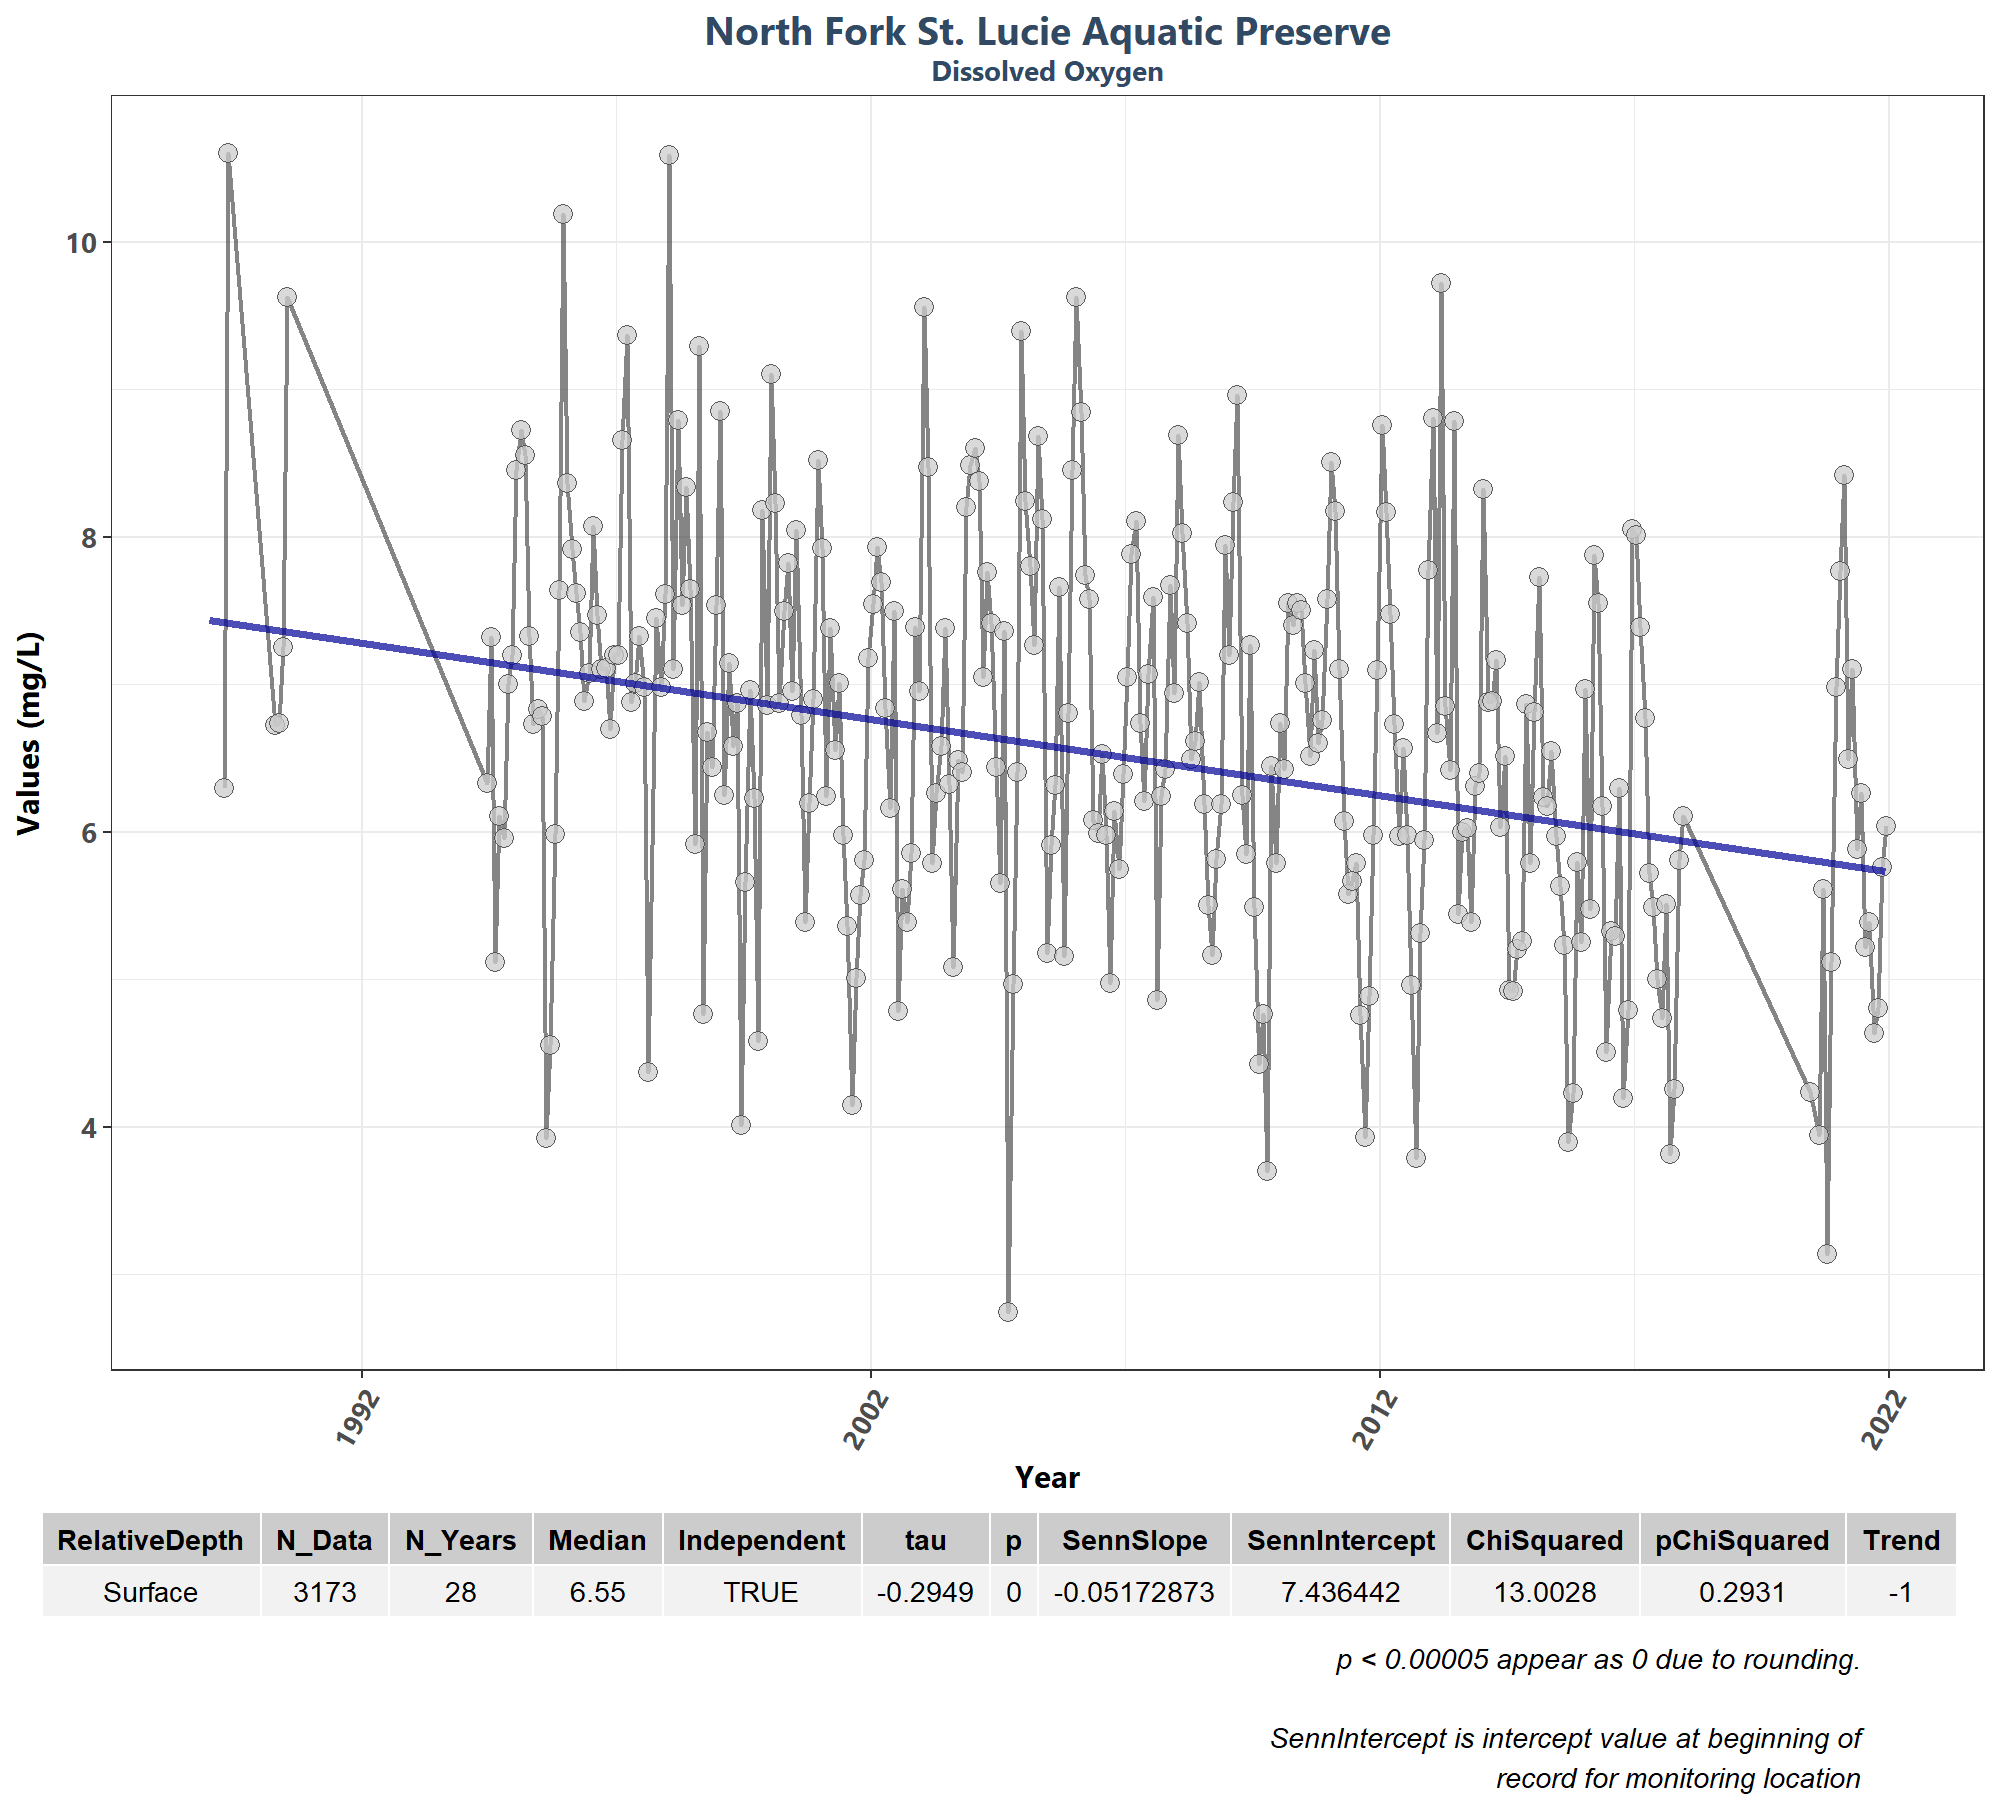 North Fork St. Lucie Aquatic Preserve
Dissolved Oxygen
Values (mg/L)
10
8
6
4
1992
2002
2012
2022
Year
RelativeDepth N_Data N_Years Median Independent tau p SennSlope SennIntercept ChiSquared pChiSquared Trend
Surface 3173 28 6.55 TRUE -0.2949 0 -0.05172873 7.436442 13.0028 0.2931 -1
p < 0.00005 appear as 0 due to rounding.
SennIntercept is intercept value at beginning of
record for monitoring location